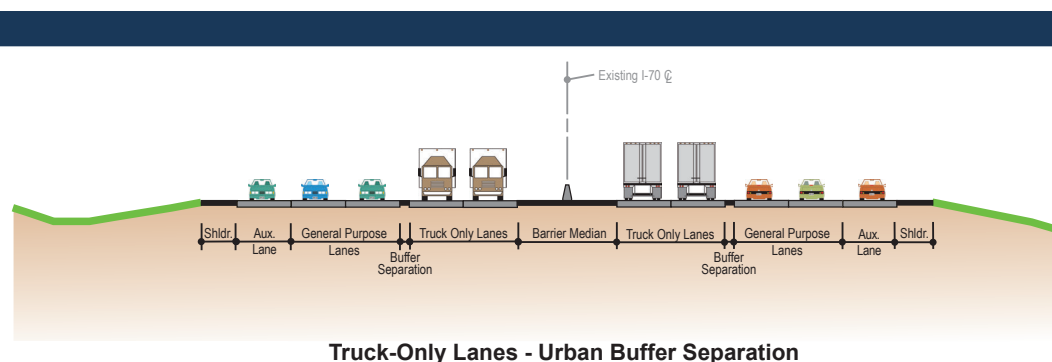 Existing I-70 ℄
Shldr. Aux. Lane General Purpose Lanes Buffer Separation Truck Only Lanes Barrier Median Truck Only Lanes Buffer Separation General Purpose Lanes Aux. Lane Shldr.
Truck-Only Lanes - Urban Buffer Separation